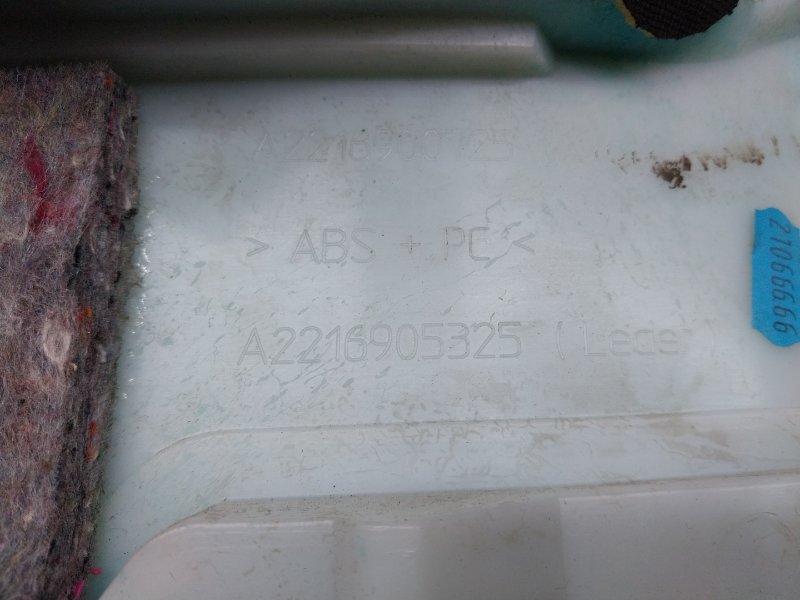 A2216900725
> ABS + PC <
A2216905325 (Leder)
21066666